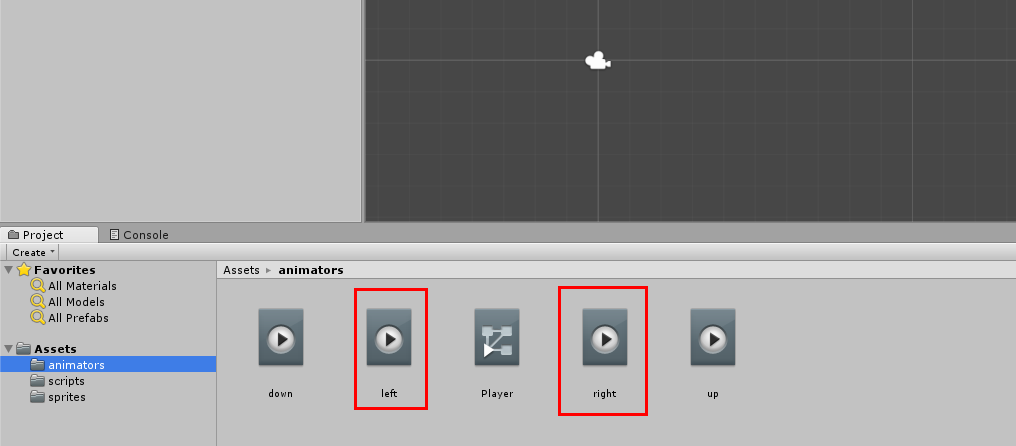 Project
Console
Create
Favorites
All Materials
All Models
All Prefabs
Assets
animators
scripts
sprites
Assets animators
down
left
Player
right
up